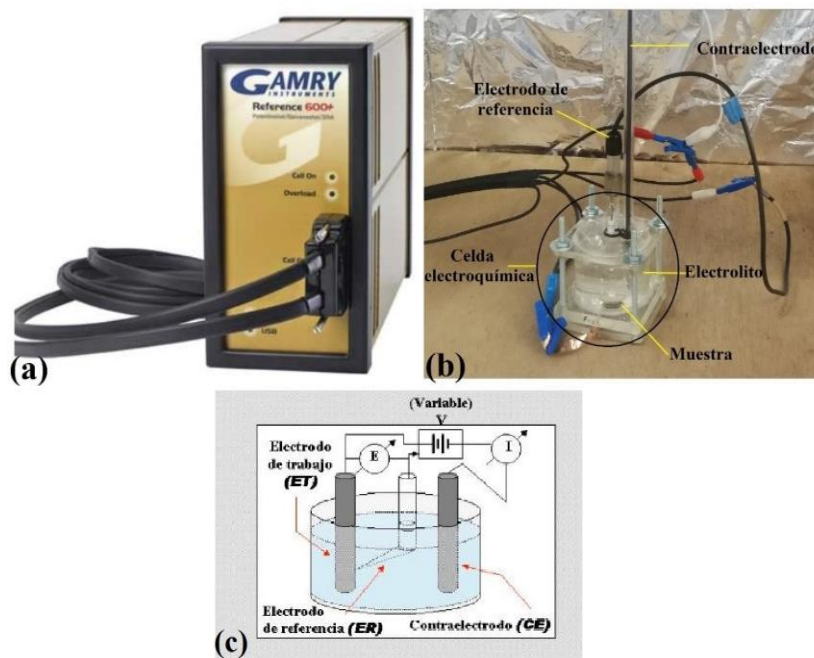 GAMRY
INSTRUMENTS
Reference 600+
Potentiostat/Galvanostat/ZRA
Cell On
Overload
USB
(a)
Contraelectrodo
Electrodo de
referencia
Celda
electroquímica
Electrolito
Muestra
(b)
(Variable)
V
Electrodo
de trabajo
(ET)
E
I
Electrodo
de referencia (ER)
Contraelectrodo (CE)
(c)